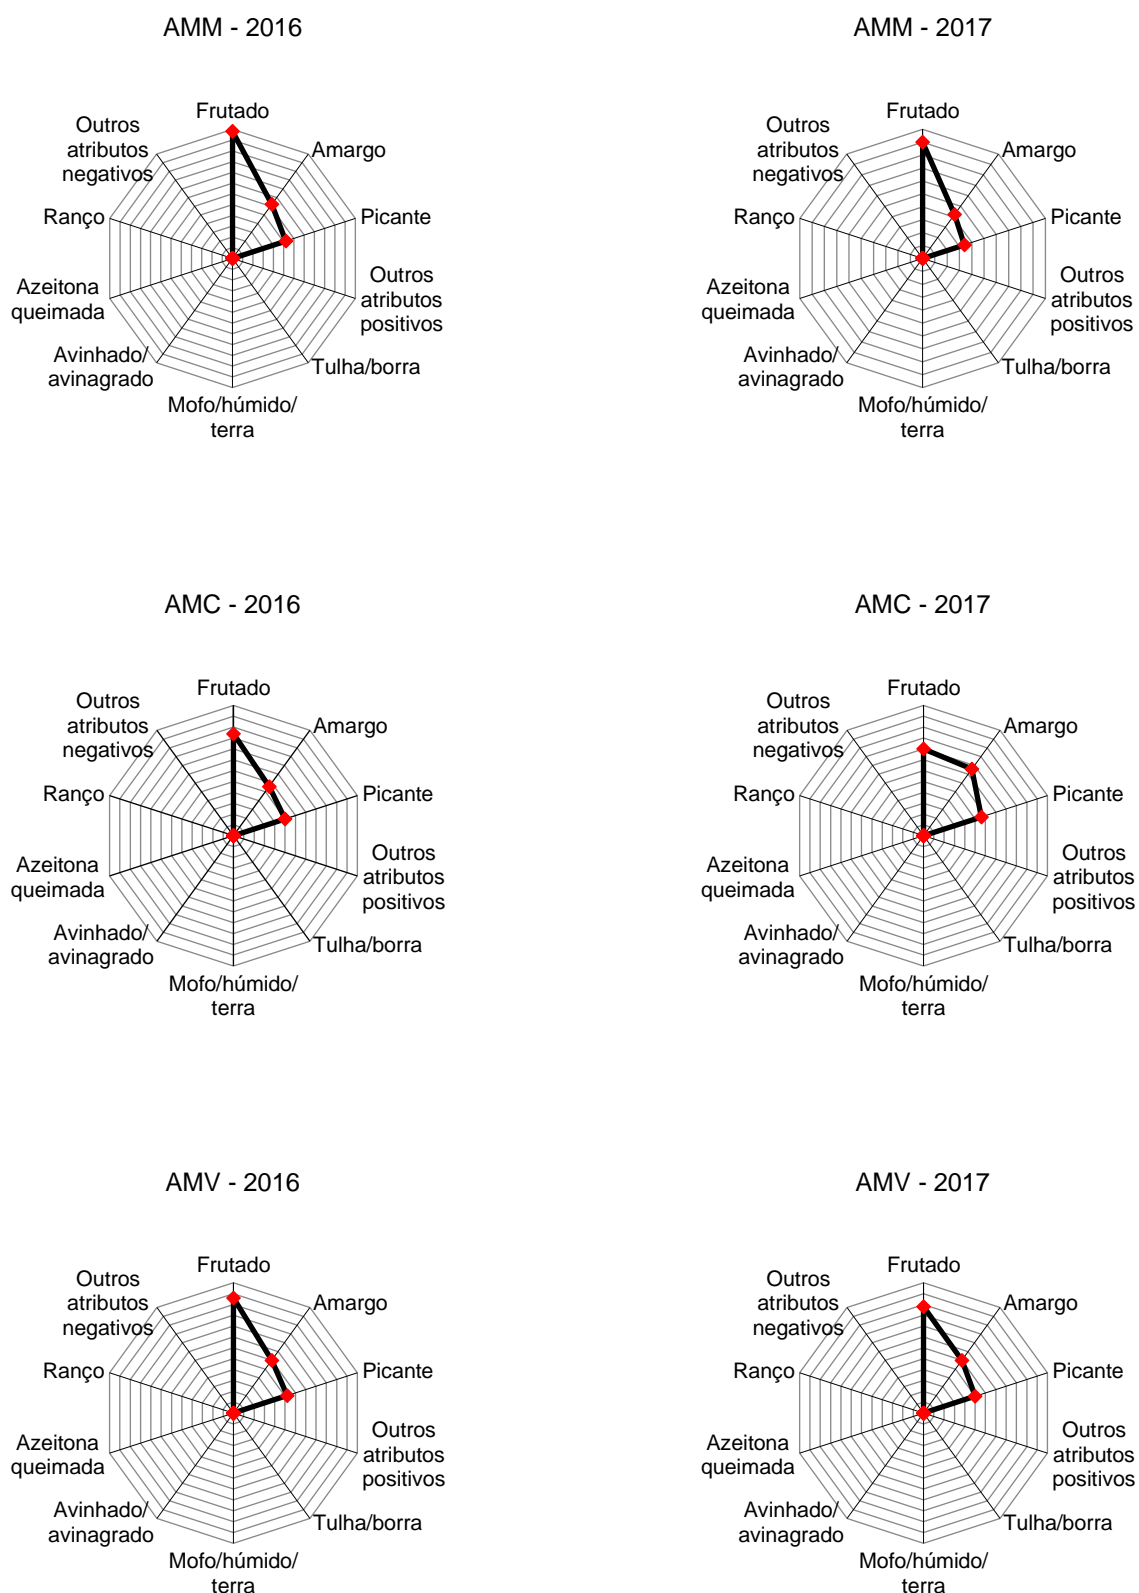 AMM - 2016
Frutado
Outros
atributos
negativos
Amargo
Ranço
Picante
Azeitona
queimada
Outros
atributos
positivos
Avinhado/
avinagrado
Tulha/borra
Mofo/húmido/
terra
AMM - 2017
Frutado
Outros
atributos
negativos
Amargo
Ranço
Picante
Azeitona
queimada
Outros
atributos
positivos
Avinhado/
avinagrado
Tulha/borra
Mofo/húmido/
terra
AMC - 2016
Frutado
Outros
atributos
negativos
Amargo
Ranço
Picante
Azeitona
queimada
Outros
atributos
positivos
Avinhado/
avinagrado
Tulha/borra
Mofo/húmido/
terra
AMC - 2017
Frutado
Outros
atributos
negativos
Amargo
Ranço
Picante
Azeitona
queimada
Outros
atributos
positivos
Avinhado/
avinagrado
Tulha/borra
Mofo/húmido/
terra
AMV - 2016
Frutado
Outros
atributos
negativos
Amargo
Ranço
Picante
Azeitona
queimada
Outros
atributos
positivos
Avinhado/
avinagrado
Tulha/borra
Mofo/húmido/
terra
AMV - 2017
Frutado
Outros
atributos
negativos
Amargo
Ranço
Picante
Azeitona
queimada
Outros
atributos
positivos
Avinhado/
avinagrado
Tulha/borra
Mofo/húmido/
terra